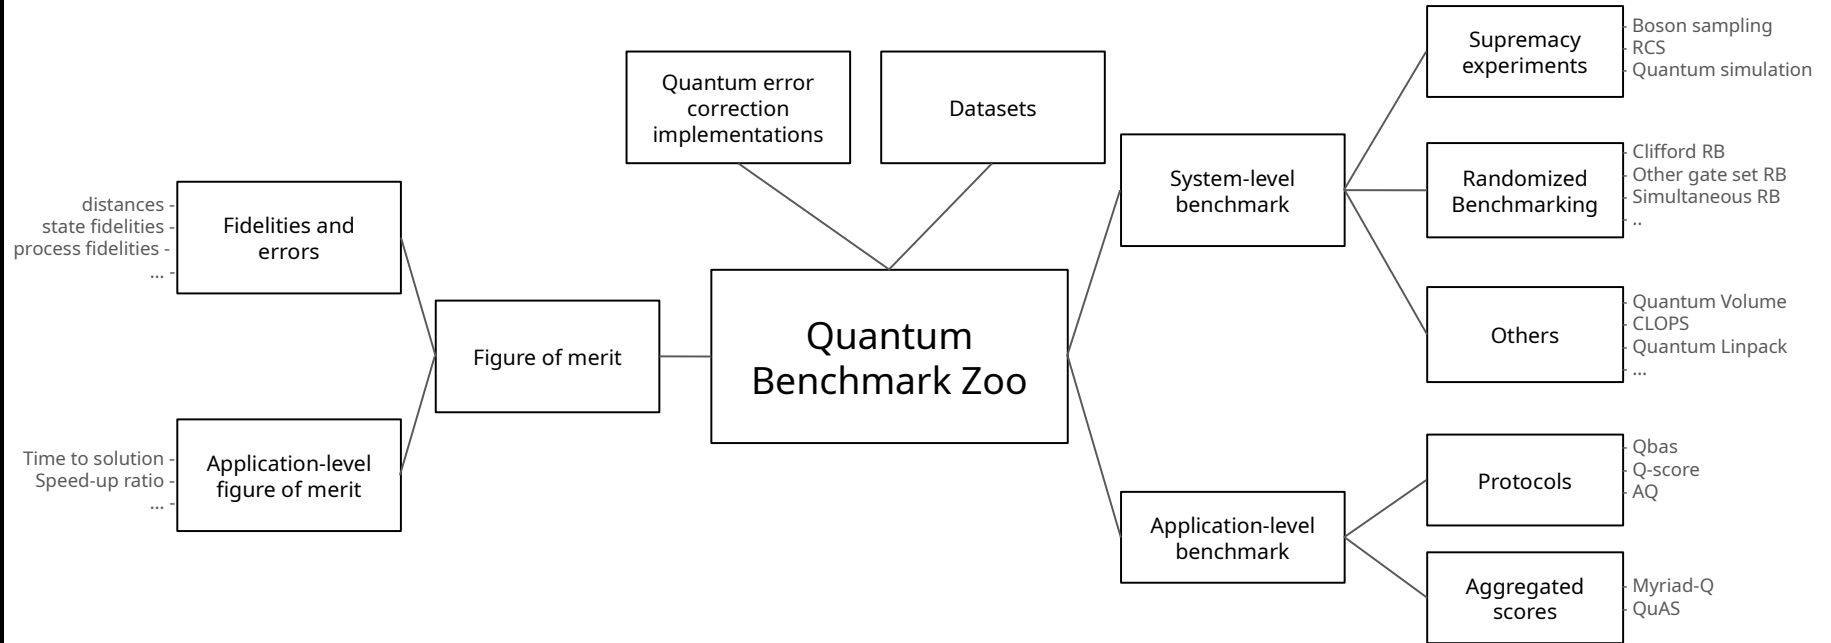 Quantum error
correction
implementations
Datasets
distances -
state fidelities -
process fidelities -
... -
Fidelities and
errors
Figure of merit
Time to solution -
Speed-up ratio -
... -
Application-level
figure of merit
Quantum
Benchmark Zoo
System-level
benchmark
Supremacy
experiments
- Boson sampling
- RCS
- Quantum simulation
Randomized
Benchmarking
- Clifford RB
- Other gate set RB
- Simultaneous RB
- ..
Others
- Quantum Volume
- CLOPS
- Quantum Linpack
- ...
Application-level
benchmark
Protocols
- Qbas
- Q-score
- AQ
Aggregated
scores
- Myriad-Q
- QuAS